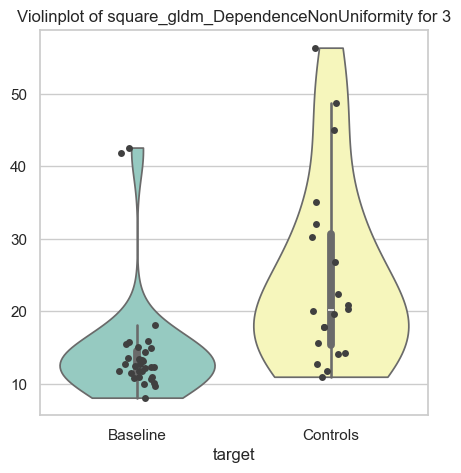 Violinplot of square_gldm_DependenceNonUniformity for 3
50
40
30
20
10
Baseline
Controls
target